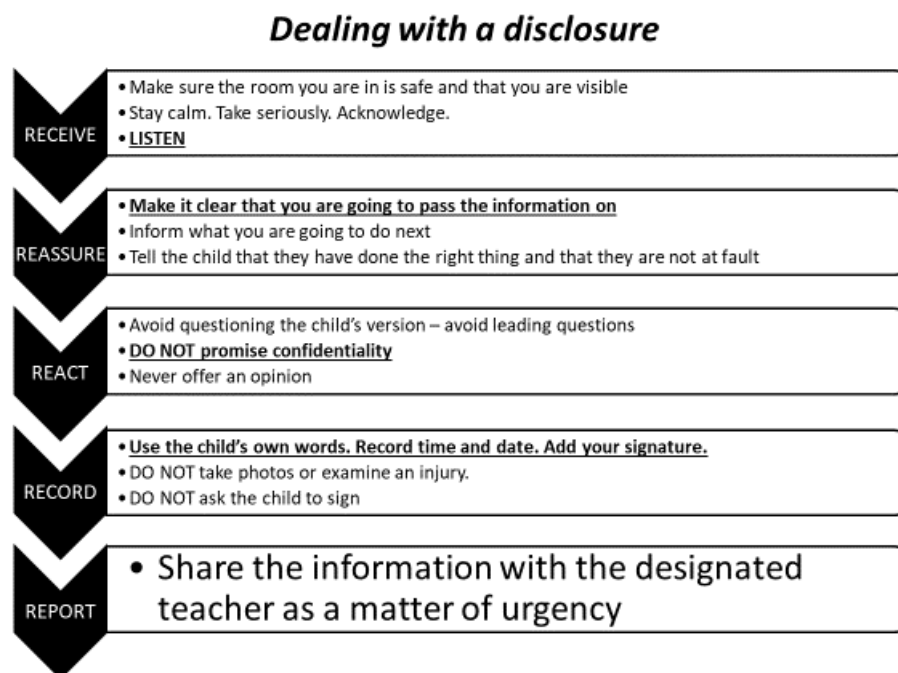 Dealing with a disclosure
RECEIVE
• Make sure the room you are in is safe and that you are visible
• Stay calm. Take seriously. Acknowledge.
• LISTEN
REASSURE
• Make it clear that you are going to pass the information on
• Inform what you are going to do next
• Tell the child that they have done the right thing and that they are not at fault
REACT
• Avoid questioning the child's version – avoid leading questions
• DO NOT promise confidentiality
• Never offer an opinion
RECORD
• Use the child's own words. Record time and date. Add your signature.
• DO NOT take photos or examine an injury.
• DO NOT ask the child to sign
REPORT
• Share the information with the designated
teacher as a matter of urgency